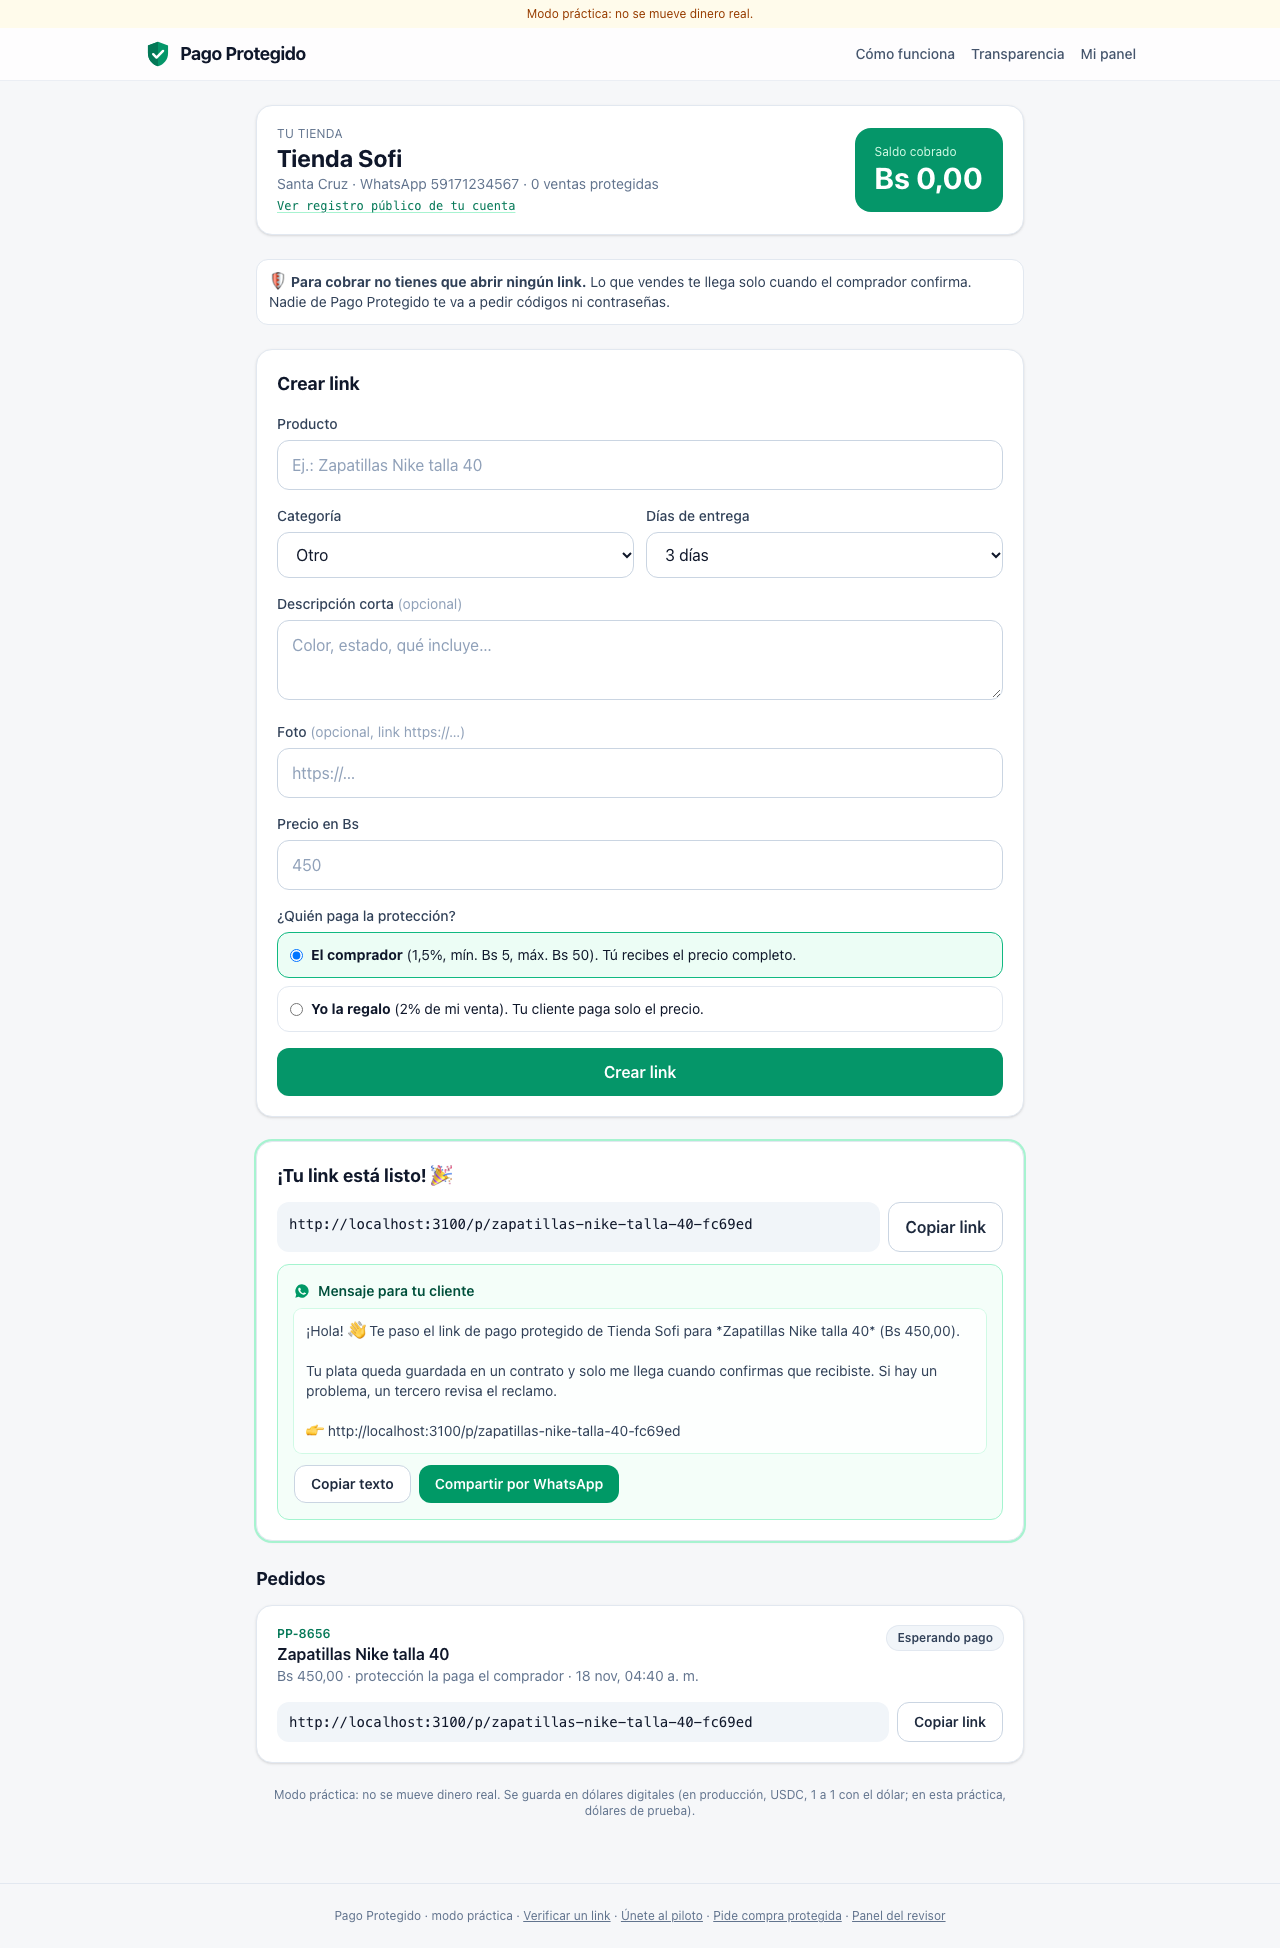 Modo práctica: no se mueve dinero real.
Pago Protegido
Cómo funciona Transparencia Mi panel
TU TIENDA
Tienda Sofi
Santa Cruz · WhatsApp 59171234567 · 0 ventas protegidas
Ver registro público de tu cuenta
Saldo cobrado
Bs 0,00
Para cobrar no tienes que abrir ningún link. Lo que vendes te llega solo cuando el comprador confirma.
Nadie de Pago Protegido te va a pedir códigos ni contraseñas.
Crear link
Producto
Ej.: Zapatillas Nike talla 40
Categoría
Otro
Días de entrega
3 días
Descripción corta (opcional)
Color, estado, qué incluye...
Foto (opcional, link https://...)
https://...
Precio en Bs
450
¿Quién paga la protección?
El comprador (1,5%, mín. Bs 5, máx. Bs 50). Tú recibes el precio completo.
Yo la regalo (2% de mi venta). Tu cliente paga solo el precio.
Crear link
¡Tu link está listo! 🎉
http://localhost:3100/p/zapatillas-nike-talla-40-fc69ed
Copiar link
Mensaje para tu cliente
¡Hola! 👋 Te paso el link de pago protegido de Tienda Sofi para *Zapatillas Nike talla 40* (Bs 450,00).
Tu plata queda guardada en un contrato y solo me llega cuando confirmas que recibiste. Si hay un
problema, un tercero revisa el reclamo.
👉 http://localhost:3100/p/zapatillas-nike-talla-40-fc69ed
Copiar texto
Compartir por WhatsApp
Pedidos
PP-8656
Zapatillas Nike talla 40
Bs 450,00 · protección la paga el comprador · 18 nov, 04:40 a. m.
Esperando pago
http://localhost:3100/p/zapatillas-nike-talla-40-fc69ed
Copiar link
Modo práctica: no se mueve dinero real. Se guarda en dólares digitales (en producción, USDC, 1 a 1 con el dólar; en esta práctica,
dólares de prueba).
Pago Protegido · modo práctica · Verificar un link · Únete al piloto · Pide compra protegida · Panel del revisor